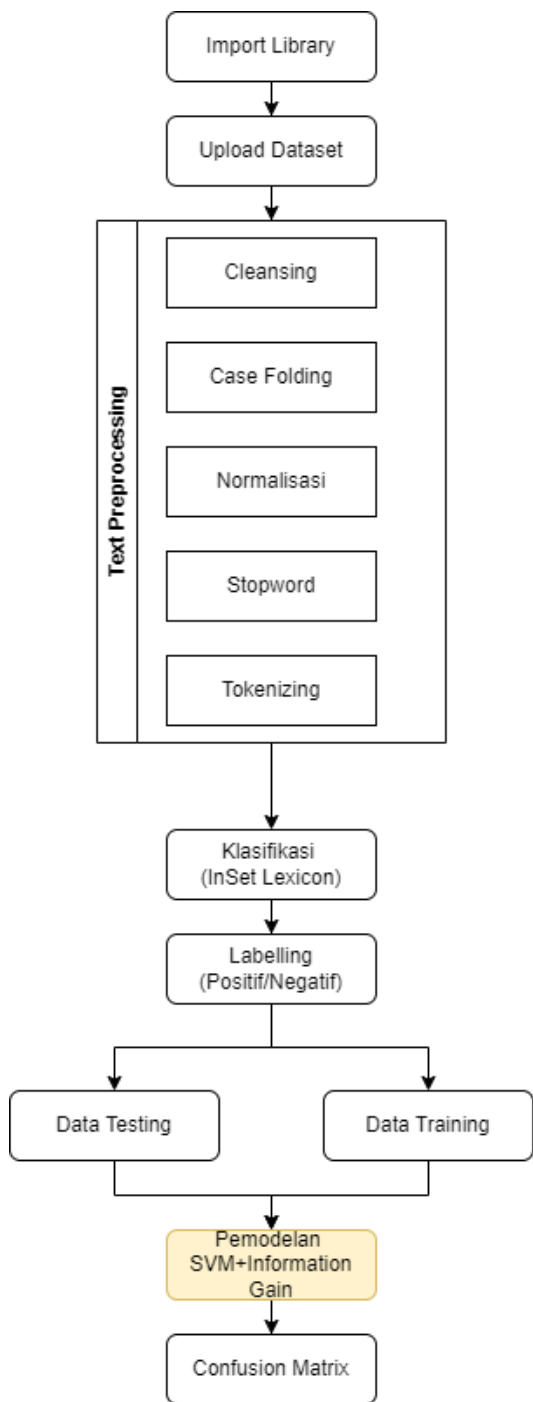 Import Library
Upload Dataset
Text Preprocessing
Cleansing
Case Folding
Normalisasi
Stopword
Tokenizing
Klasifikasi
(InSet Lexicon)
Labelling
(Positif/Negatif)
Data Testing
Data Training
Pemodelan
SVM+Information
Gain
Confusion Matrix